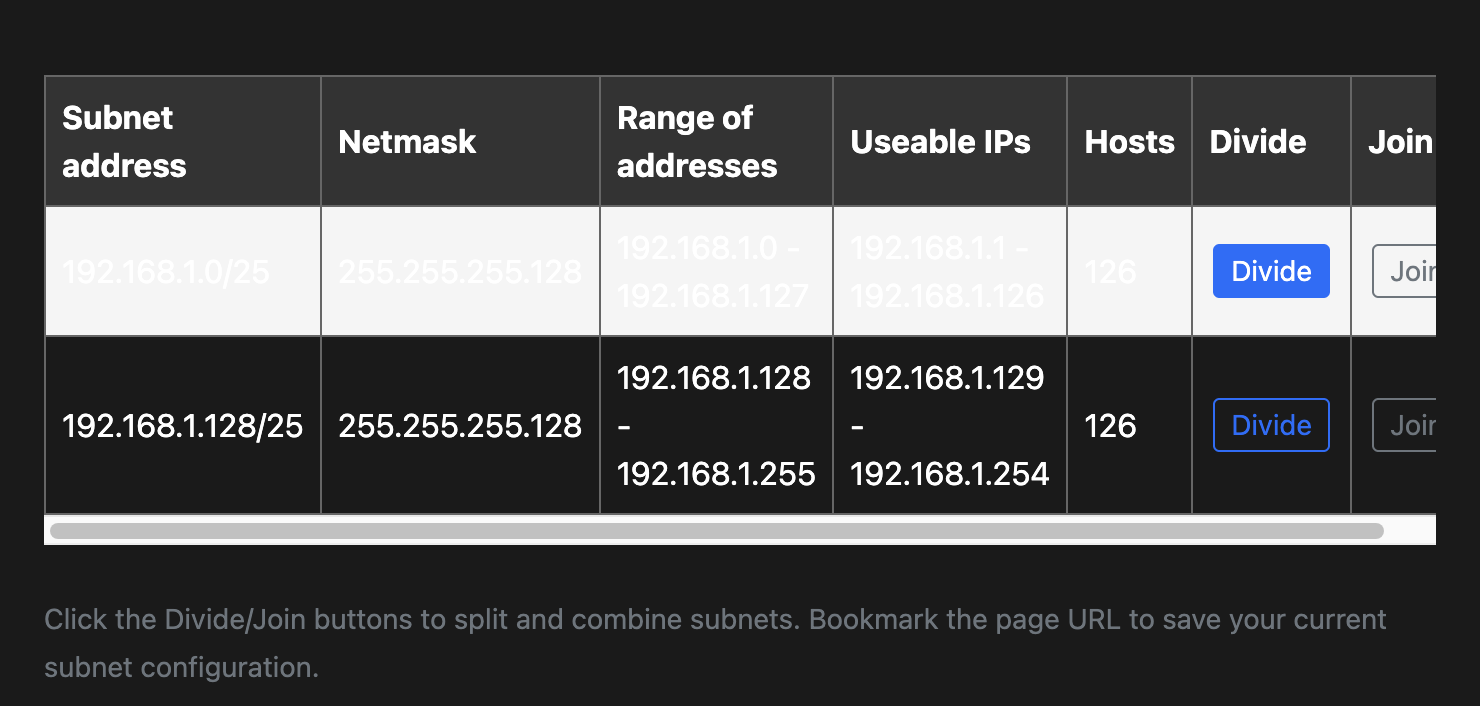 Subnet address Netmask Range of addresses Useable IPs Hosts Divide Join
192.168.1.0/25 255.255.255.128 192.168.1.0 - 192.168.1.127 192.168.1.1 - 192.168.1.126 126 Divide Join
192.168.1.128/25 255.255.255.128 192.168.1.128 - 192.168.1.255 192.168.1.129 - 192.168.1.254 126 Divide Join
Click the Divide/Join buttons to split and combine subnets. Bookmark the page URL to save your current
subnet configuration.